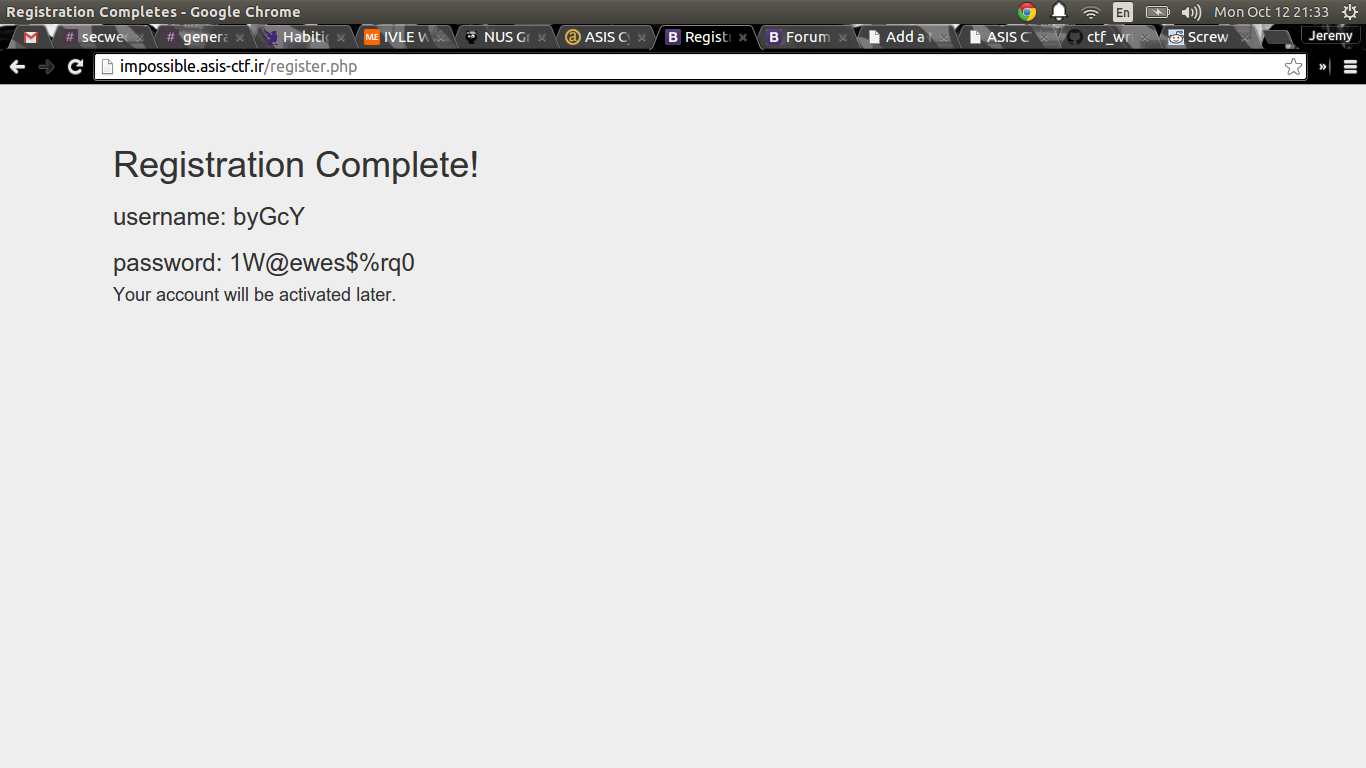 Registration Completes - Google Chrome
En
Mon Oct 12 21:33
# secwe
# genera
Habiti
ME IVLE W
NUS Gr
ASIS C
B Regist
B Forum
Add a
ASIS C
ctf_wr
Screw
Jeremy
impossible.asis-ctf.ir/register.php
»
Registration Complete!
username: byGcY
password: 1W@ewes$%rq0
Your account will be activated later.